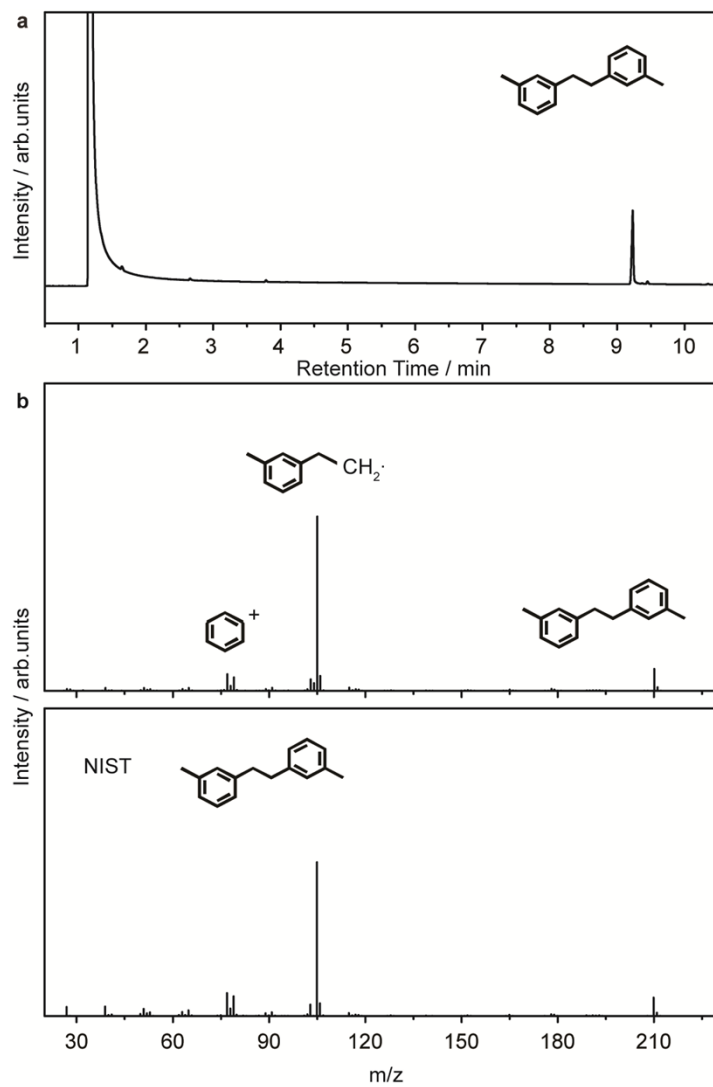 a
Intensity / arb.units
1 2 3 4 5 6 7 8 9 10
Retention Time / min
b
CH₂·
+
Intensity / arb.units
NIST
30 60 90 120 150 180 210
m/z